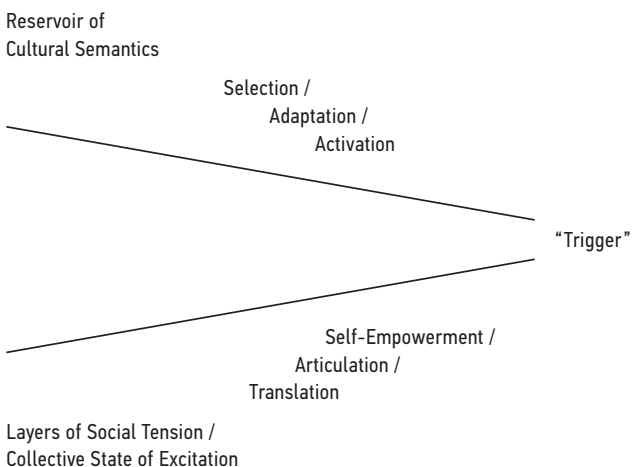 Reservoir of
Cultural Semantics
Selection /
Adaptation /
Activation
“Trigger”
Self-Empowerment /
Articulation /
Translation
Layers of Social Tension /
Collective State of Excitation